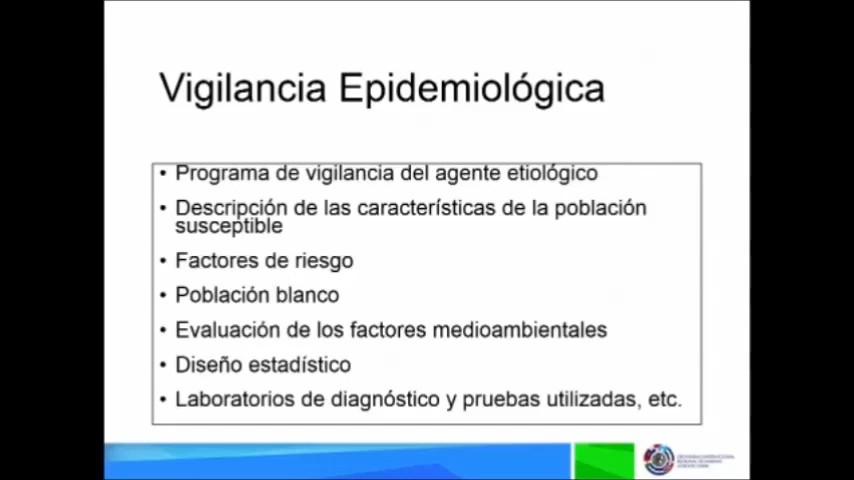 Vigilancia Epidemiológica
• Programa de vigilancia del agente etiológico
• Descripción de las características de la población
susceptible
• Factores de riesgo
• Población blanco
• Evaluación de los factores medioambientales
• Diseño estadístico
• Laboratorios de diagnóstico y pruebas utilizadas, etc.